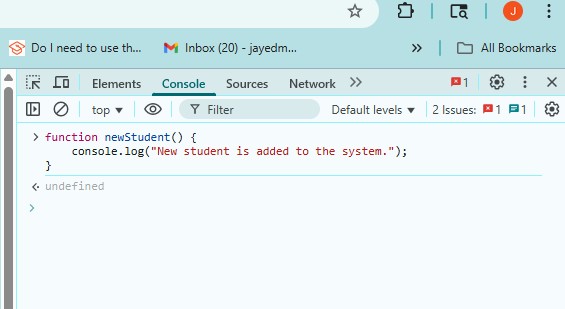 J
Do I need to use th...
Inbox (20) - jayedm...
»
All Bookmarks
Elements
Console
Sources
Network
»
1
top ▼
Filter
Default levels ▼
2 Issues:
1
1
> function newStudent() {
console.log("New student is added to the system.");
}
undefined
>